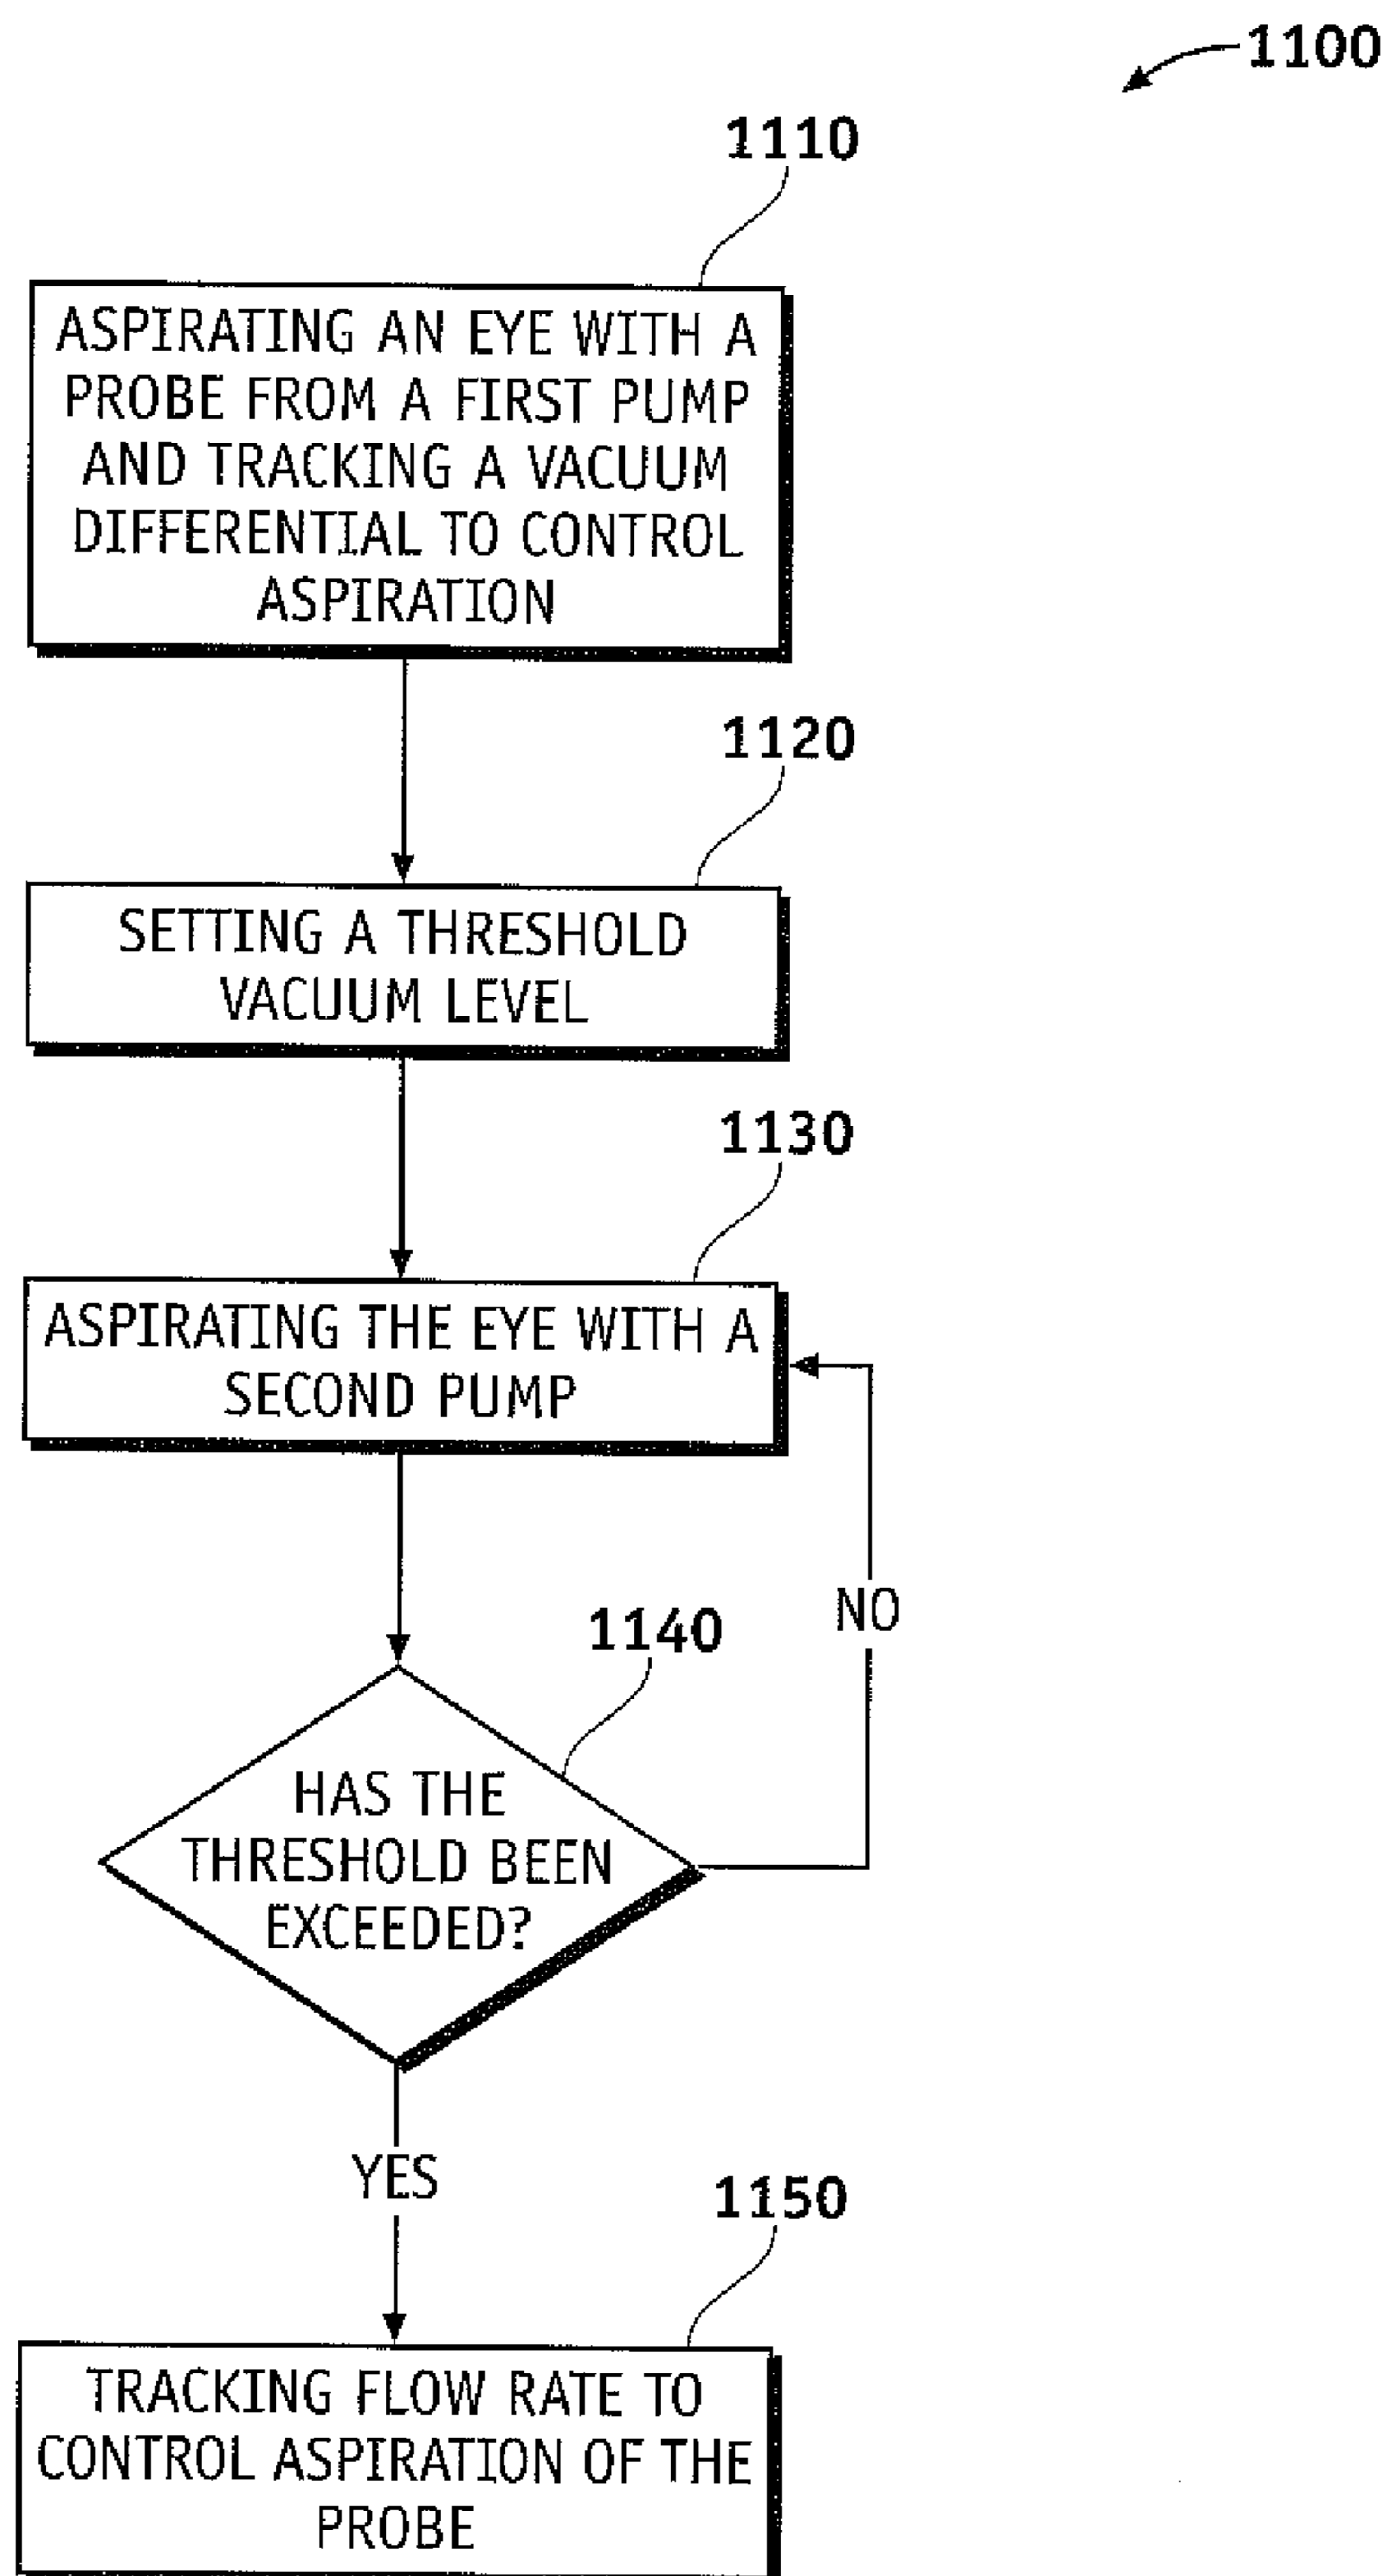 1100
1110
ASPIRATING AN EYE WITH A
PROBE FROM A FIRST PUMP
AND TRACKING A VACUUM
DIFFERENTIAL TO CONTROL
ASPIRATION
1120
SETTING A THRESHOLD
VACUUM LEVEL
1130
ASPIRATING THE EYE WITH A
SECOND PUMP
1140
NO
HAS THE
THRESHOLD BEEN
EXCEEDED?
YES
1150
TRACKING FLOW RATE TO
CONTROL ASPIRATION OF THE
PROBE